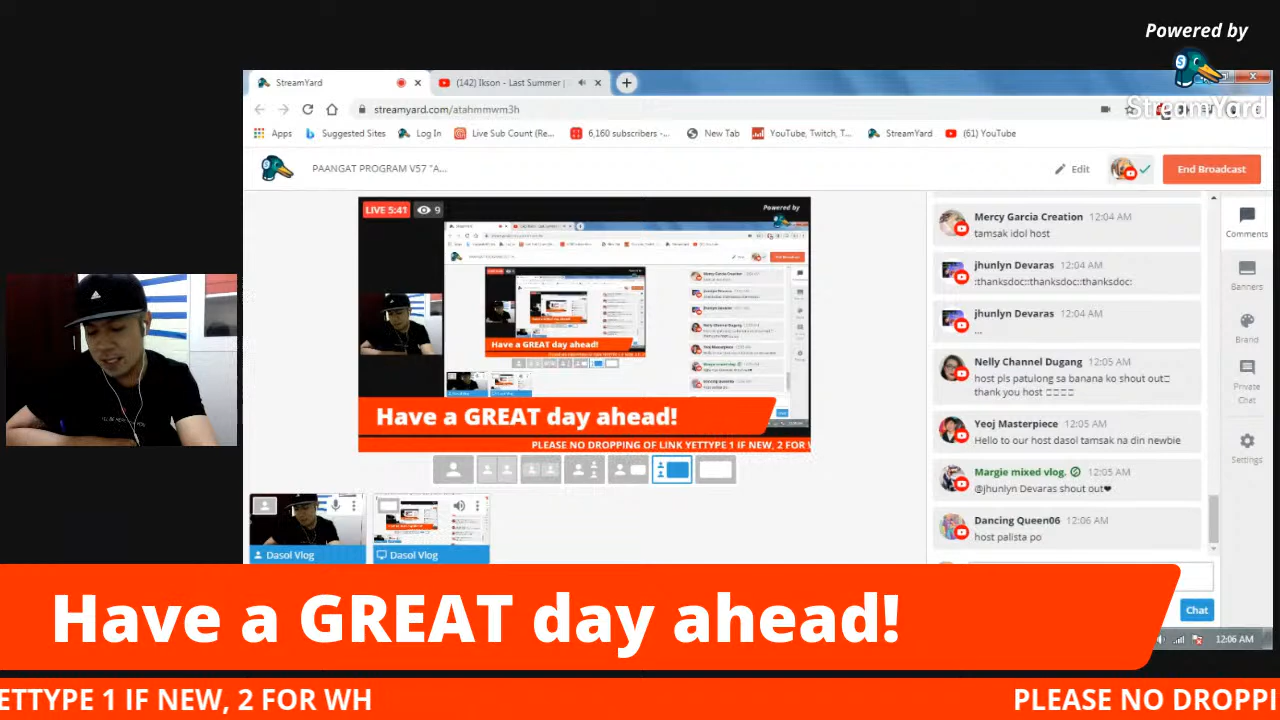 Powered by
StreamYard
StreamYard
(142) Ikson - Last Summer
streamyard.com/atahmmwm3h
Apps
Suggested Sites
Log In
Live Sub Count (Re...
6,160 subscribers -...
New Tab
YouTube, Twitch, T...
StreamYard
(61) YouTube
PAANGAT PROGRAM V57 "A...
Edit
End Broadcast
LIVE 5:41
9
Powered by
Have a GREAT day ahead!
Have a GREAT day ahead!
PLEASE NO DROPPING OF LINK YETTYPE 1 IF NEW, 2 FOR W
Mercy Garcia Creation 12:04 AM
tamsak idol host
jhunlyn Devaras 12:04 AM
:thanksdoc::thanksdoc::thanksdoc:
jhunlyn Devaras 12:04 AM
...
Nelly Channel Dugang 12:05 AM
host pls patulong sa banana ko shout out□
thank you host □□□□
Yeoj Masterpiece 12:05 AM
Hello to our host dasol tamsak na din newbie
Margie mixed vlog. 12:05 AM
@jhunlyn Devaras shout out❤
Dancing Queen06 12:06 AM
host palista po
Comments
Banners
Brand
Private
Chat
Settings
Dasol Vlog
Dasol Vlog
Chat
12:06 AM
Have a GREAT day ahead!
ETTYPE 1 IF NEW, 2 FOR WH
PLEASE NO DROPPI